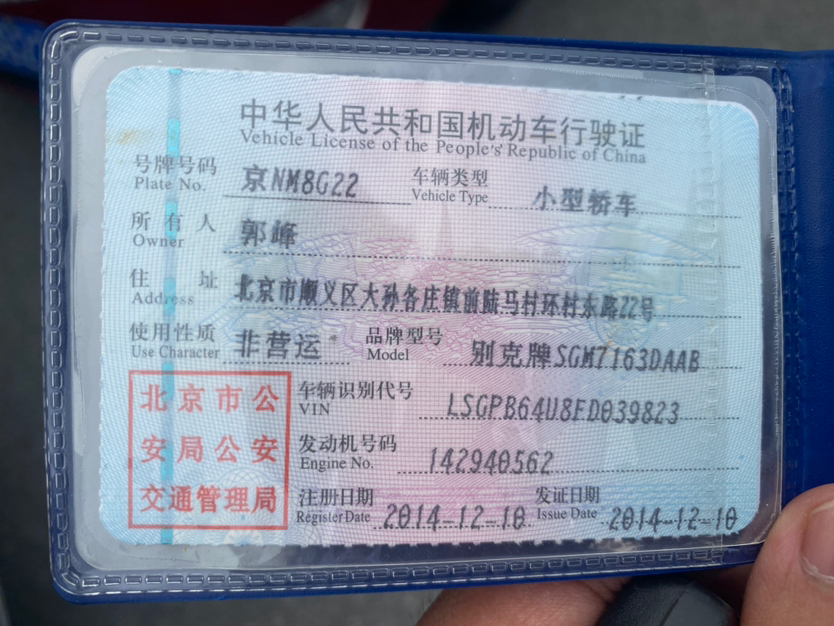 中华人民共和国机动车行驶证
Vehicle License of the People's Republic of China
号牌号码 京NM8G22 车辆类型 小型轿车
Plate No. Vehicle Type
所有人 郭峰
Owner
住址 北京市顺义区大孙各庄镇前陆马村环村东路22号
Address
使用性质 非营运 品牌型号 别克牌SGM7163DAAB
Use Character Model
北京市公安局公安交通管理局
车辆识别代号 LSGPB64U8ED039823
VIN
发动机号码 142940562
Engine No.
注册日期 2014-12-10 发证日期 2014-12-10
Register Date Issue Date